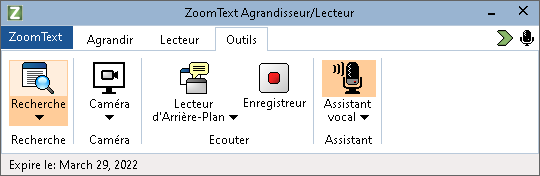 ZoomText Agrandisseur/Lecteur
ZoomText Agrandir Lecteur Outils
Recherche
Caméra
Lecteur
d'Arrière-Plan
Enregistreur
Assistant
vocal
Recherche Caméra Ecouter Assistant
Expire le: March 29, 2022